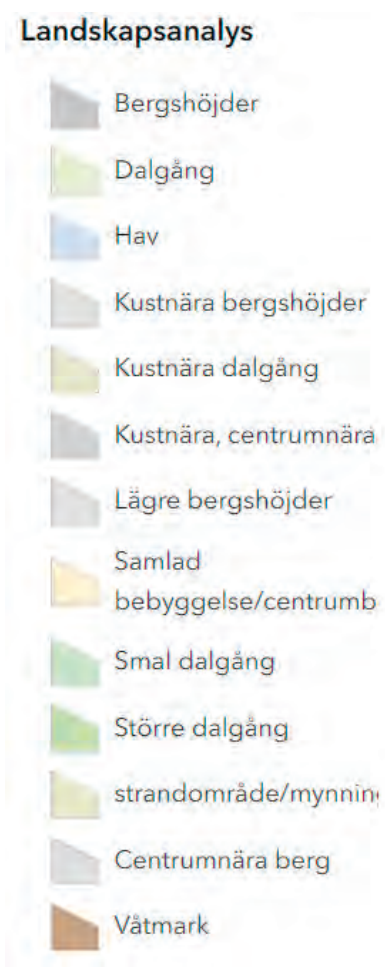 Landskapsanalys
Bergshöjder
Dalgång
Hav
Kustnära bergshöjder
Kustnära dalgång
Kustnära, centrumnära
Lägre bergshöjder
Samlad
bebyggelse/centrumb
Smal dalgång
Större dalgång
strandområde/mynnin
Centrumnära berg
Våtmark